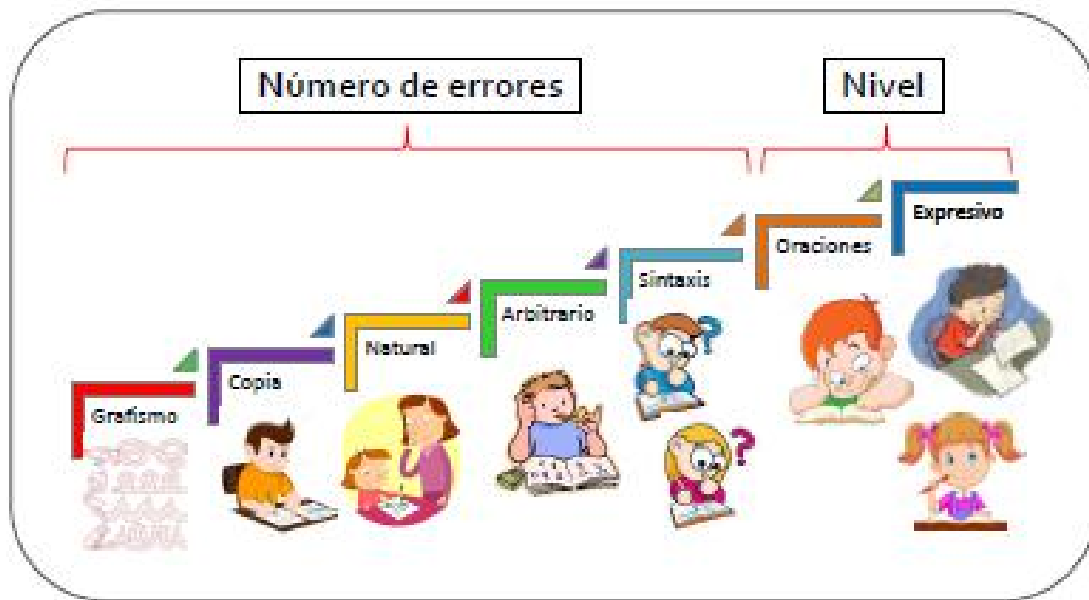 Número de errores
Nivel
Grafismo
Copia
Natural
Arbitrario
Sintaxis
Oraciones
Expresivo
?
?